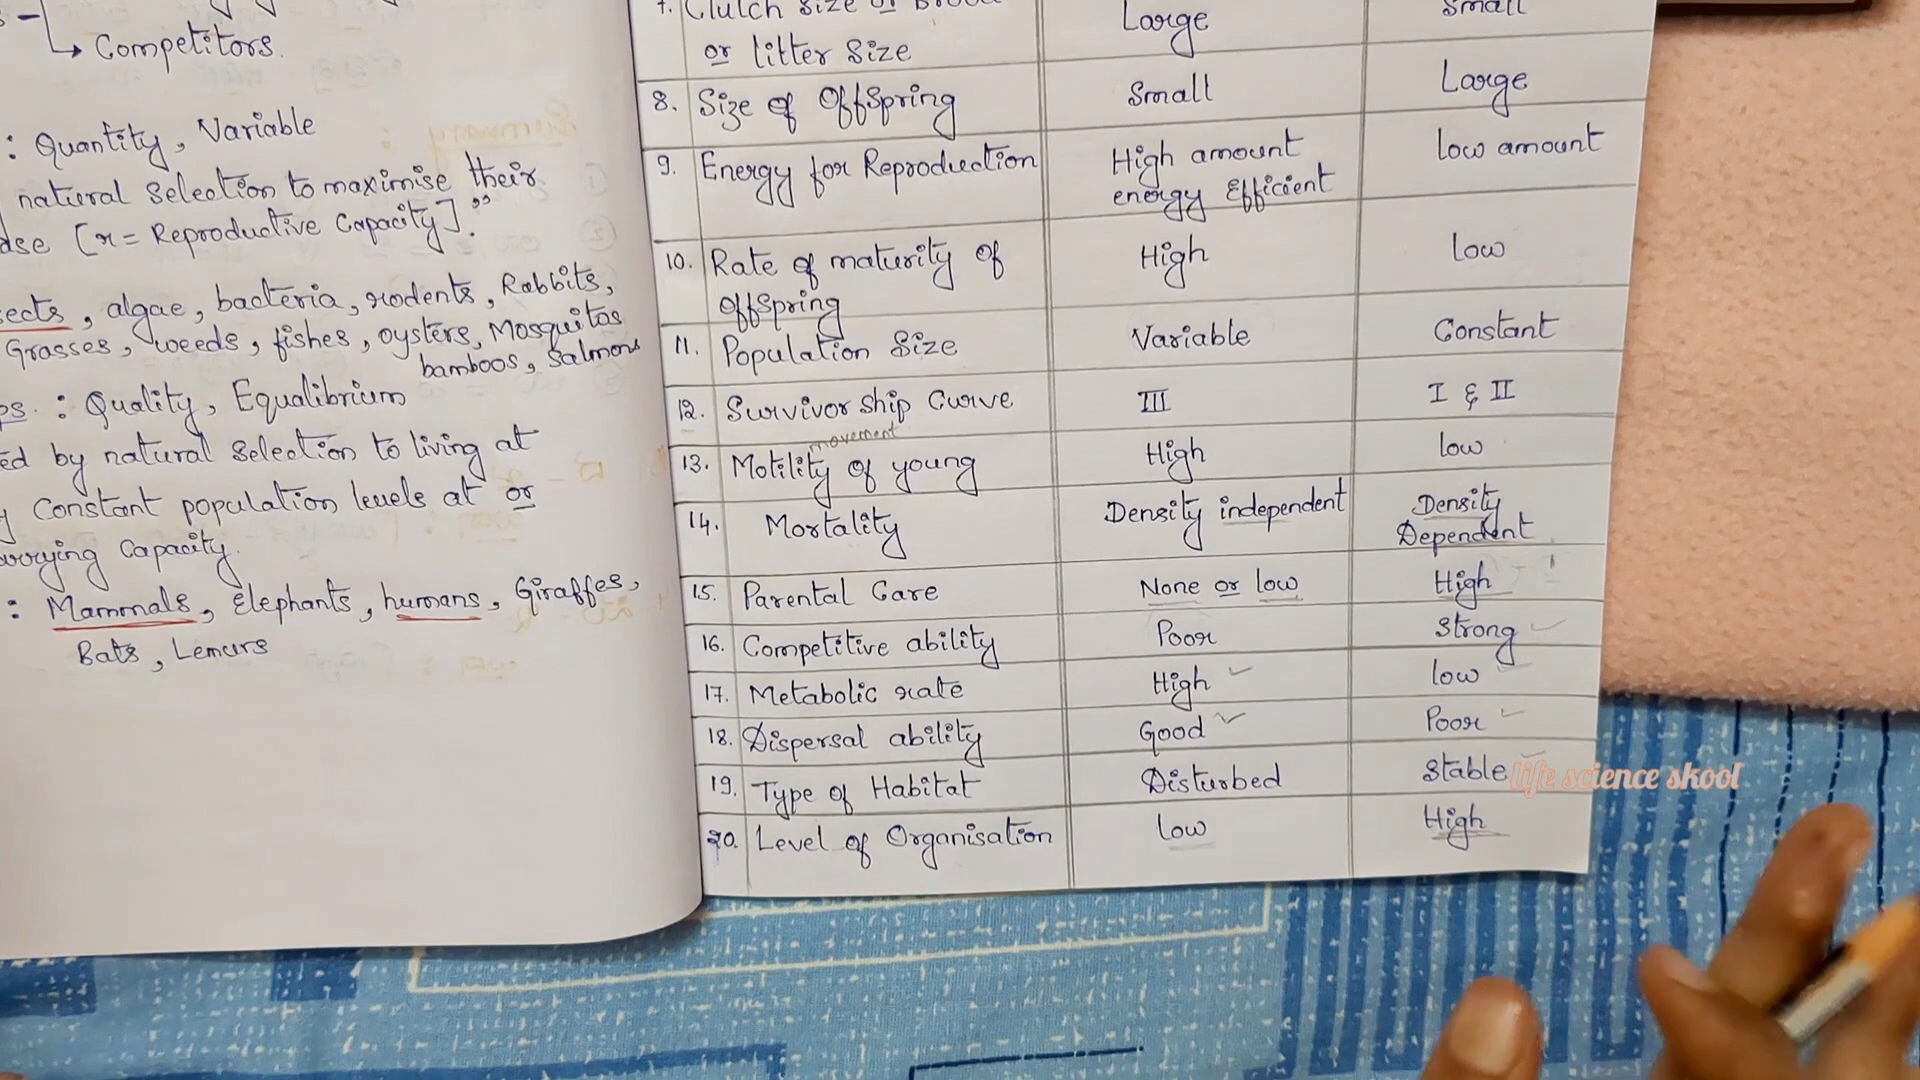 Competitors.
: Quantity, Variable
natural selection to maximise their
[r = Reproductive Capacity]."
, algae, bacteria, rodents, Rabbits,
Grasses, weeds, fishes, oysters, Mosquitos
bamboos, Salmons
: Quality, Equalibrium
by natural selection to living at
Constant population levels at or
Capacity.
: Mammals, Elephants, humans, Giraffes,
Bats, Lemurs
7. Clutch Size or Large Small
or litter Size
8. Size of Offspring Small Large
9. Energy for Reproduction High amount low amount
energy Efficient
10. Rate of maturity of High low
Offspring
11. Population Size Variable Constant
12. Survivor ship Curve III I & II
movement
13. Motility of young High low
14. Mortality Density independent Density
Dependent
15. Parental Care None or low High
16. Competitive ability Poor Strong
17. Metabolic rate High low
18. Dispersal ability Good Poor
19. Type of Habitat Disturbed Stable
life science skool
20. Level of Organisation low High